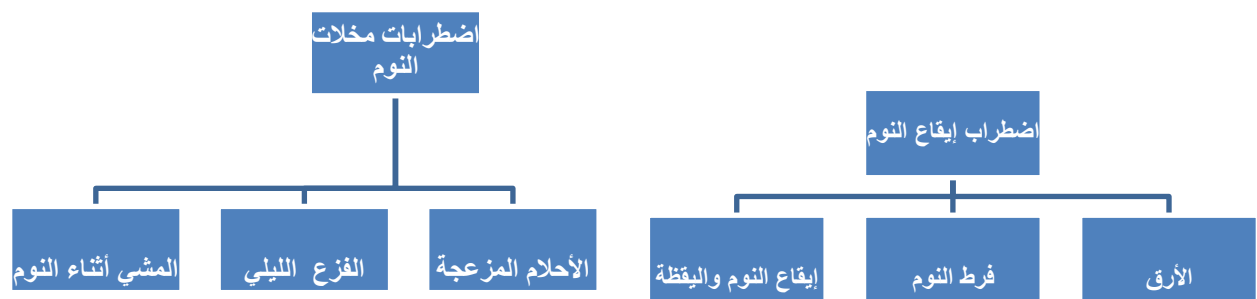 اضطراب إيقاع النوم
الأرق
فرط النوم
إيقاع النوم واليقظة
اضطرابات مخلات
النوم
الأحلام المزعجة
الفزع الليلي
المشي أثناء النوم